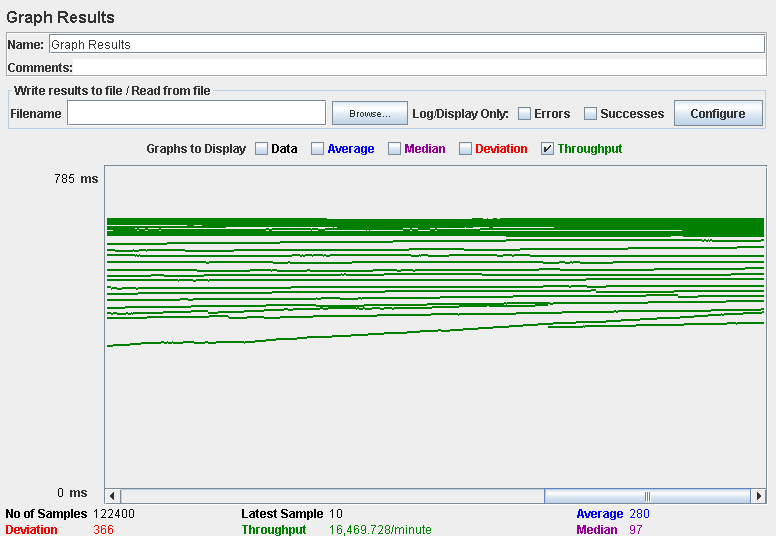 Graph Results
Name: Graph Results
Comments:
Write results to file / Read from file
Filename Browse... Log/Display Only: Errors Successes Configure
Graphs to Display Data Average Median Deviation Throughput
785 ms
0 ms
No of Samples 122400 Latest Sample 10 Average 280
Deviation 366 Throughput 16,469.728/minute Median 97